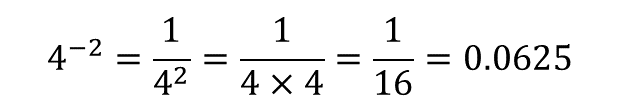 4⁻² = 1/4² = 1/(4 × 4) = 1/16 = 0.0625